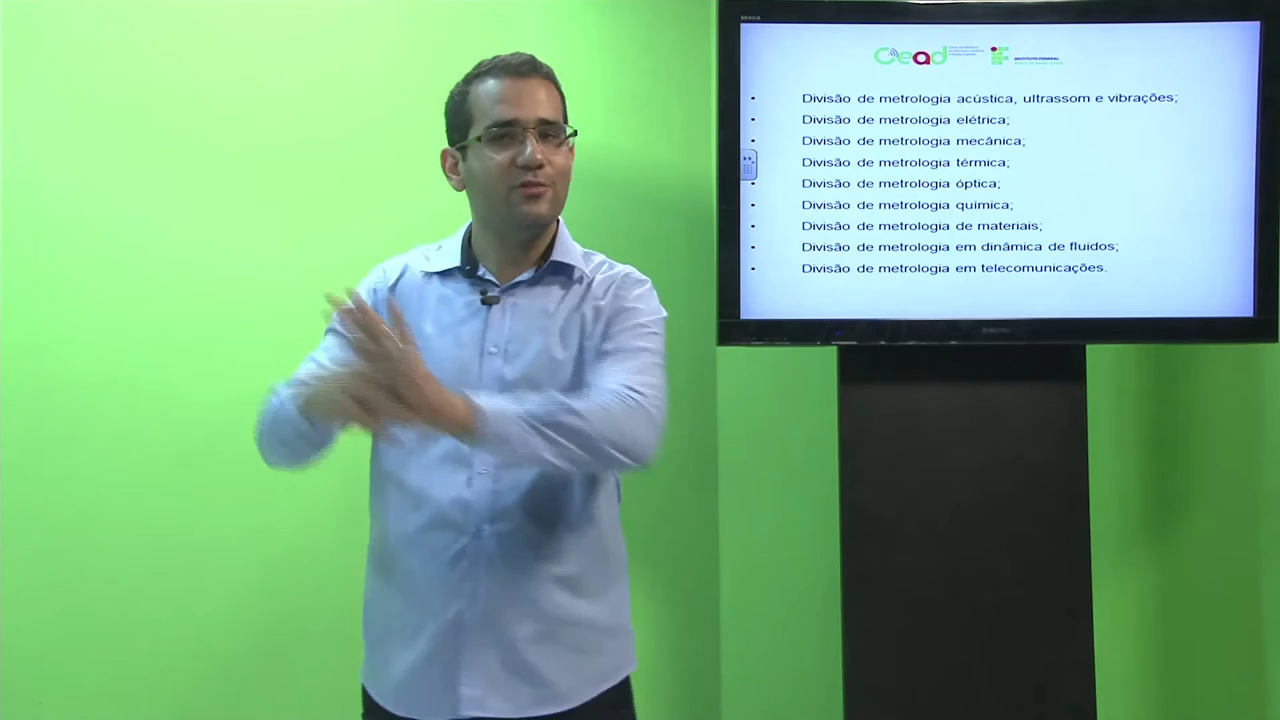 BRAVIA
Cead
INSTITUTO FEDERAL
Divisão de metrologia acústica, ultrassom e vibrações;
Divisão de metrologia elétrica;
Divisão de metrologia mecânica;
Divisão de metrologia térmica;
Divisão de metrologia óptica;
Divisão de metrologia quimica;
Divisão de metrologia de materiais;
Divisão de metrologia em dinâmica de fluidos;
Divisão de metrologia em telecomunicações.